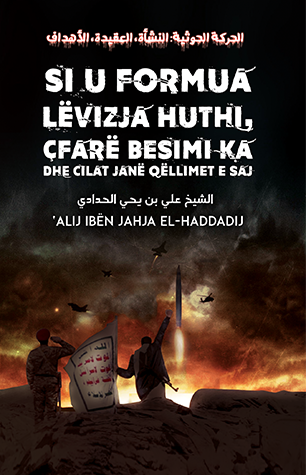 الحركة الحوثية: النشأة، العقيدة، الأهداف
SI U FORMUA
LËVIZJA HUTHI,
ÇFARË BESIMI KA
DHE CILAT JANË QËLLIMET E SAJ
الشيخ علي بن يحي الحدادي
'ALIJ IBËN JAHJA EL-HADDADIJ